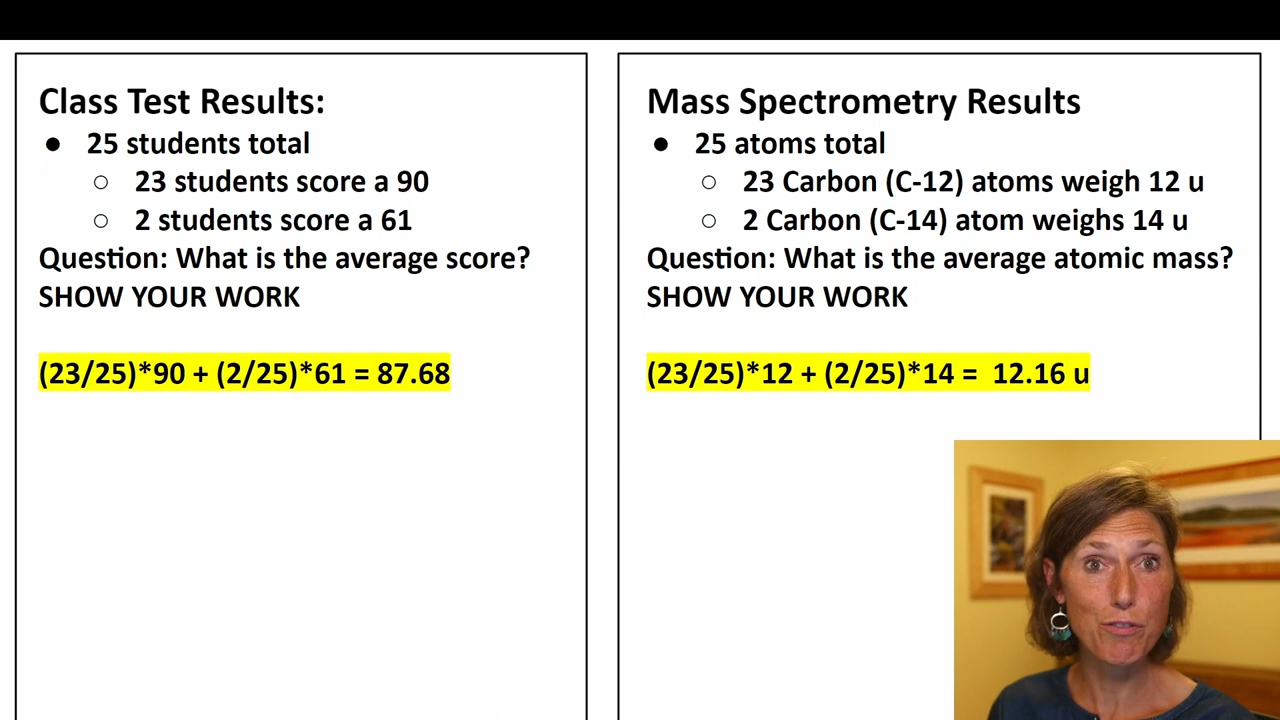 Class Test Results:
● 25 students total
○ 23 students score a 90
○ 2 students score a 61
Question: What is the average score?
SHOW YOUR WORK
(23/25)*90 + (2/25)*61 = 87.68
Mass Spectrometry Results
● 25 atoms total
○ 23 Carbon (C-12) atoms weigh 12 u
○ 2 Carbon (C-14) atom weighs 14 u
Question: What is the average atomic mass?
SHOW YOUR WORK
(23/25)*12 + (2/25)*14 = 12.16 u